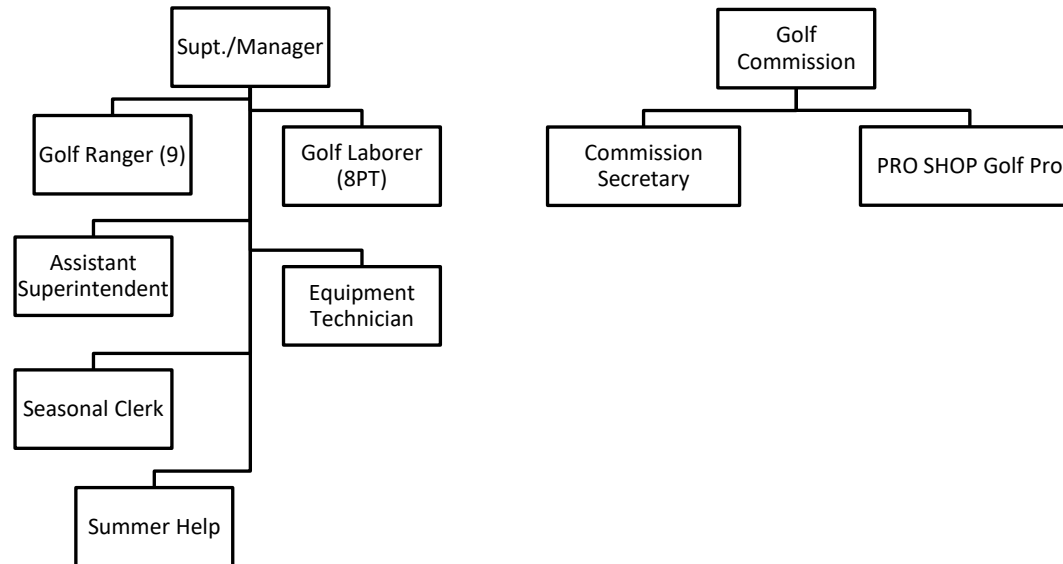 Supt./Manager
Golf Ranger (9)
Golf Laborer
(8PT)
Assistant
Superintendent
Equipment
Technician
Seasonal Clerk
Summer Help
Golf
Commission
Commission
Secretary
PRO SHOP Golf Pro